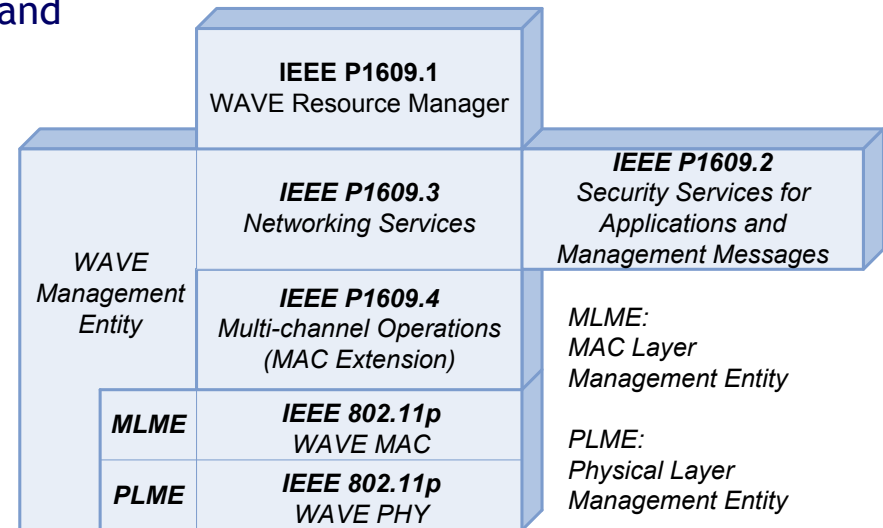 and
IEEE P1609.1
WAVE Resource Manager
IEEE P1609.2
Security Services for
Applications and
Management Messages
IEEE P1609.3
Networking Services
WAVE
Management
Entity
IEEE P1609.4
Multi-channel Operations
(MAC Extension)
MLME:
MAC Layer
Management Entity
MLME
IEEE 802.11p
WAVE MAC
PLME:
Physical Layer
Management Entity
PLME
IEEE 802.11p
WAVE PHY